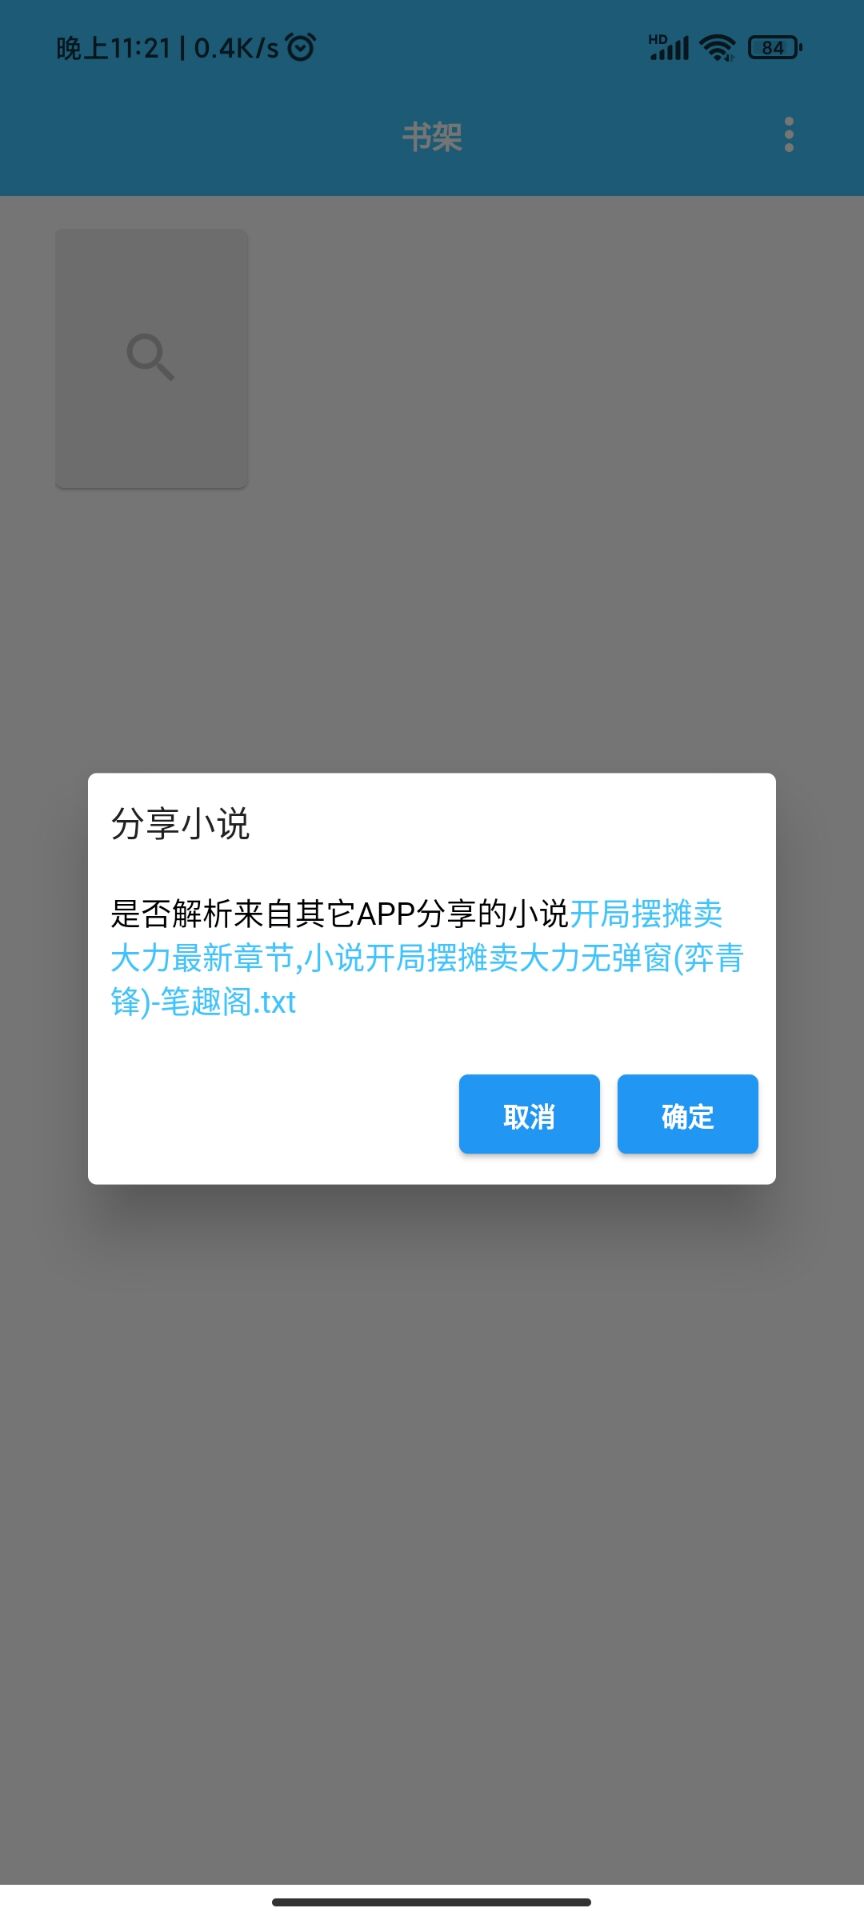 晚上11:21 | 0.4K/s
HD
84
书架
分享小说
是否解析来自其它APP分享的小说开局摆摊卖
大力最新章节,小说开局摆摊卖大力无弹窗(弈青
锋)-笔趣阁.txt
取消
确定